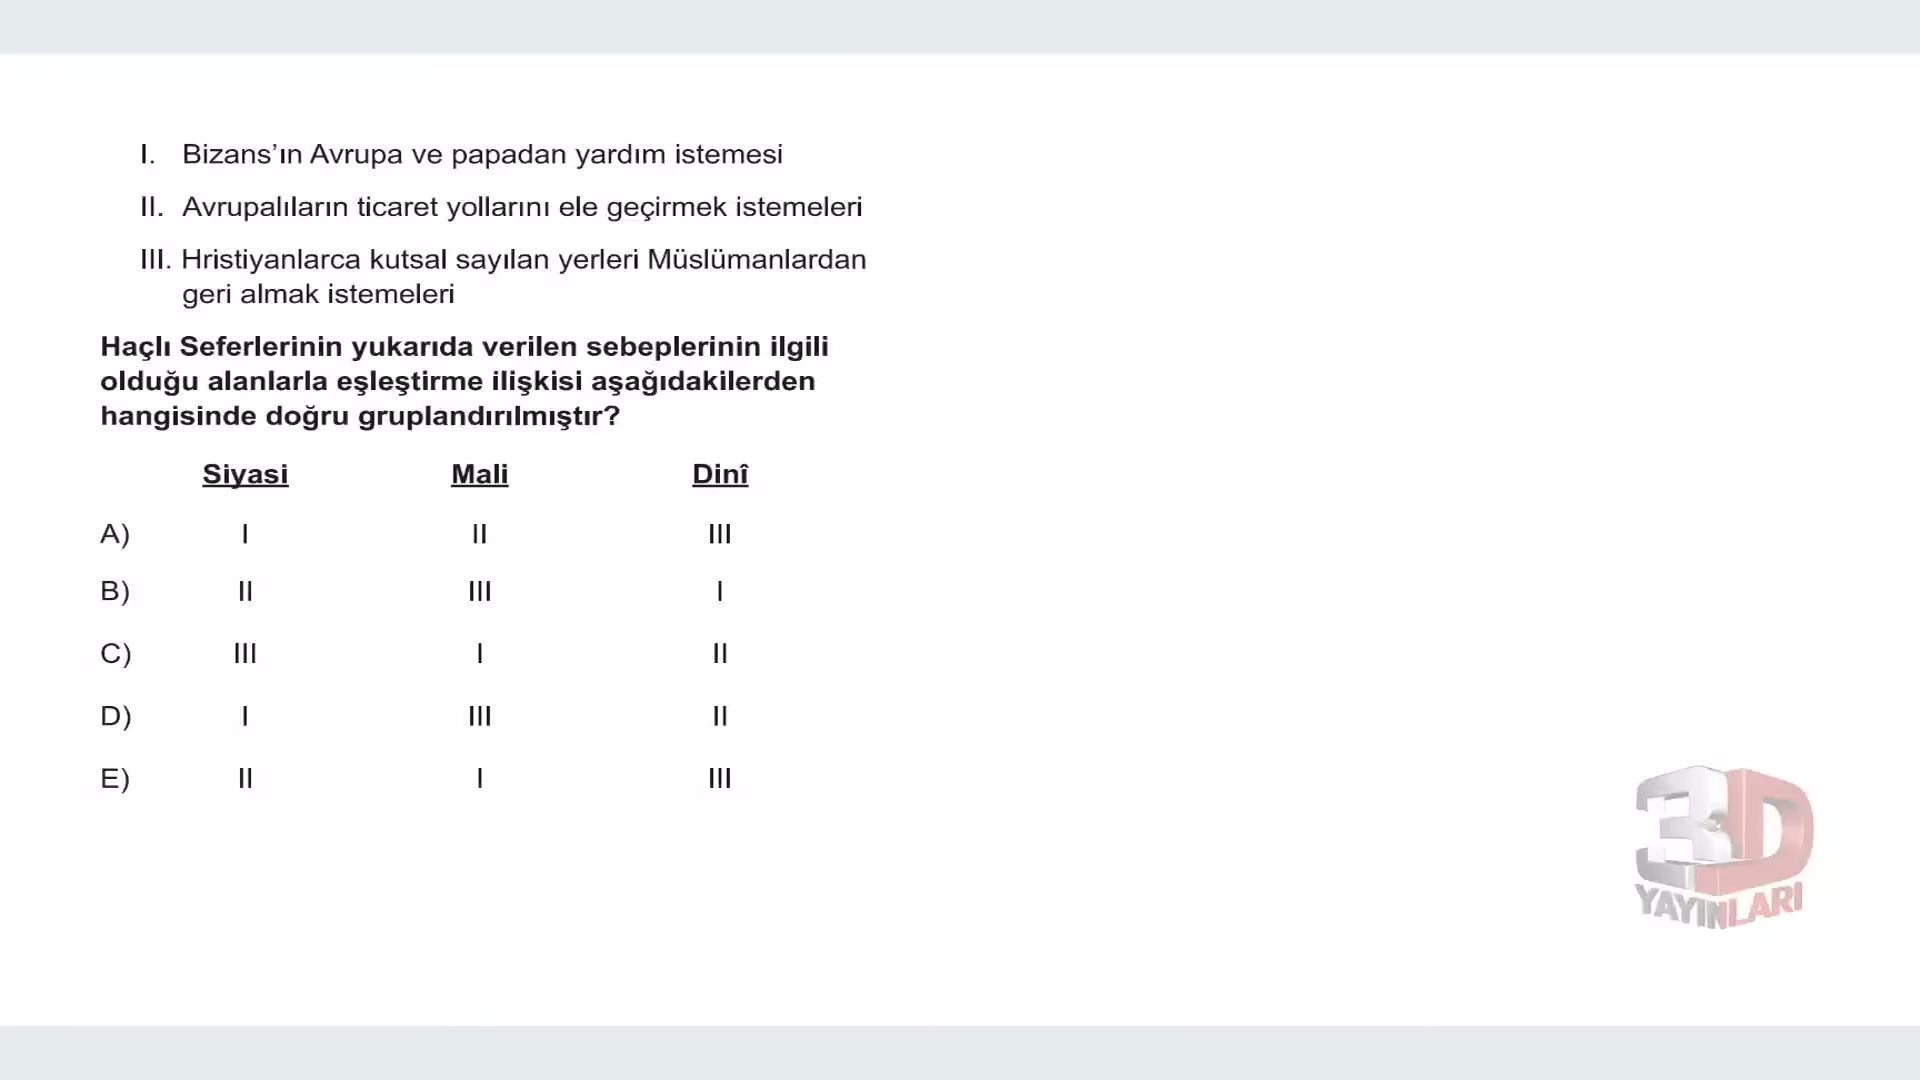 I. Bizans’ın Avrupa ve papadan yardım istemesi
II. Avrupalıların ticaret yollarını ele geçirmek istemeleri
III. Hristiyanlarca kutsal sayılan yerleri Müslümanlardan
geri almak istemeleri
Haçlı Seferlerinin yukarıda verilen sebeplerinin ilgili
olduğu alanlarla eşleştirme ilişkisi aşağıdakilerden
hangisinde doğru gruplandırılmıştır?
Siyasi Mali Dinî
A) I II III
B) II III I
C) III I II
D) I III II
E) II I III
3D
YAYINLARI